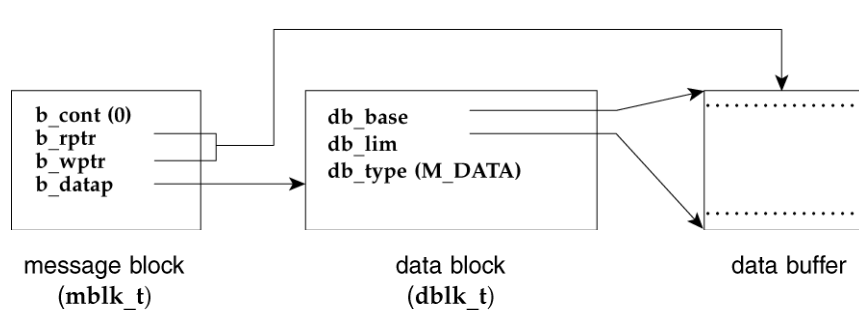 b_cont (0)
b_rptr
b_wptr
b_datap
db_base
db_lim
db_type (M_DATA)
message block
(mblk_t)
data block
(dblk_t)
data buffer